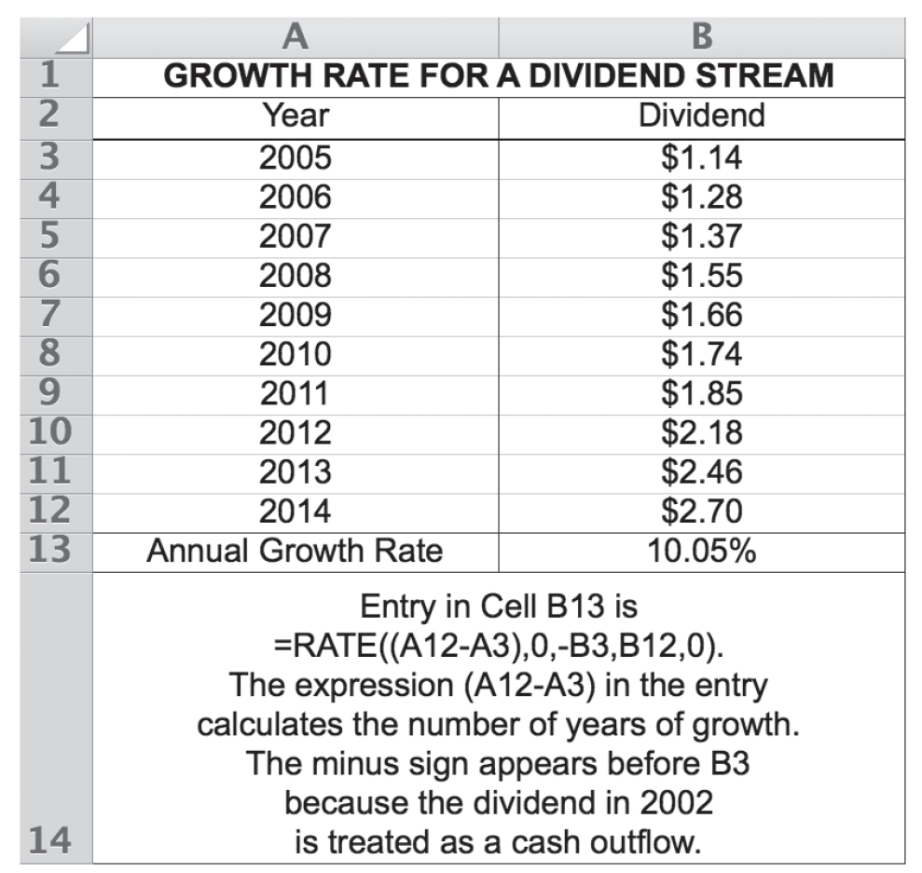 A B
1 GROWTH RATE FOR A DIVIDEND STREAM
2 Year Dividend
3 2005 $1.14
4 2006 $1.28
5 2007 $1.37
6 2008 $1.55
7 2009 $1.66
8 2010 $1.74
9 2011 $1.85
10 2012 $2.18
11 2013 $2.46
12 2014 $2.70
13 Annual Growth Rate 10.05%
Entry in Cell B13 is
=RATE((A12-A3),0,-B3,B12,0).
The expression (A12-A3) in the entry
calculates the number of years of growth.
The minus sign appears before B3
because the dividend in 2002
14 is treated as a cash outflow.